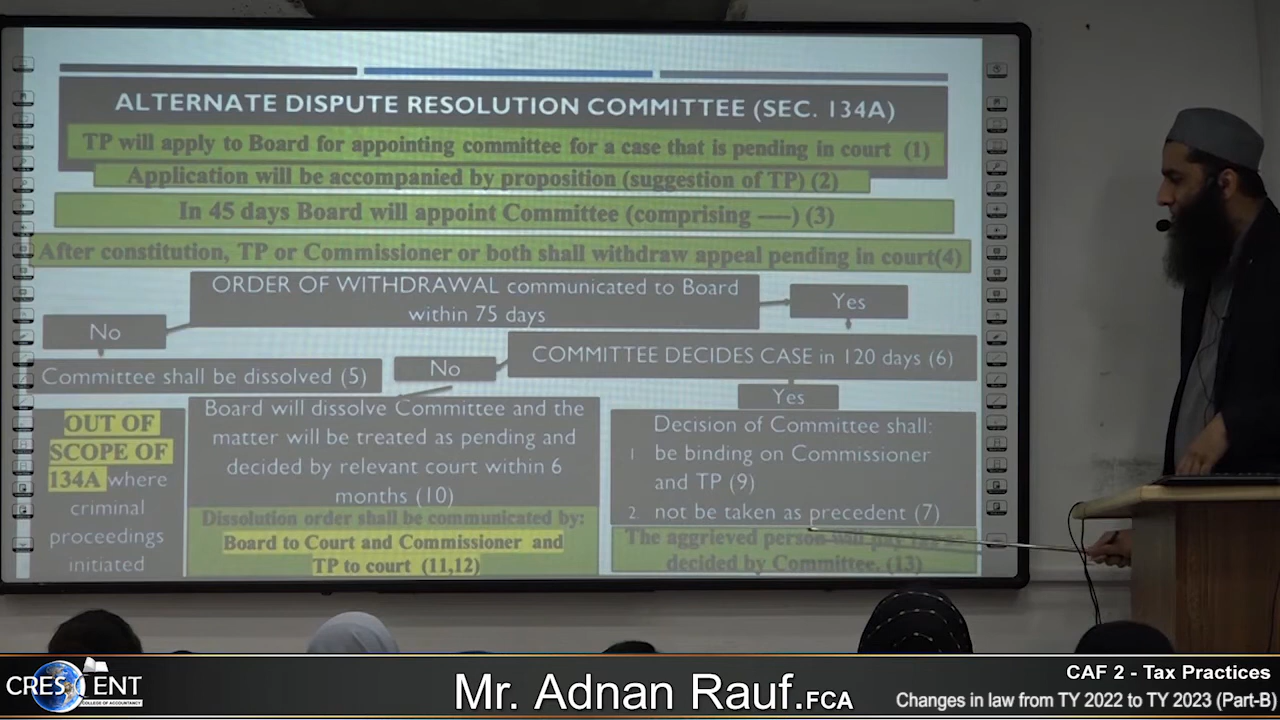 ALTERNATE DISPUTE RESOLUTION COMMITTEE (SEC. 134A)
TP will apply to Board for appointing committee for a case that is pending in court (1)
Application will be accompanied by proposition (suggestion of TP) (2)
In 45 days Board will appoint Committee (comprising ----) (3)
After constitution, TP or Commissioner or both shall withdraw appeal pending in court(4)
ORDER OF WITHDRAWAL communicated to Board
within 75 days
Yes
No
COMMITTEE DECIDES CASE in 120 days (6)
No
Committee shall be dissolved (5)
Yes
OUT OF
SCOPE OF
134A where
criminal
proceedings
initiated
Board will dissolve Committee and the
matter will be treated as pending and
decided by relevant court within 6
months (10)
Dissolution order shall be communicated by:
Board to Court and Commissioner and
TP to court (11,12)
Decision of Committee shall:
1 be binding on Commissioner
and TP (9)
2. not be taken as precedent (7)
The aggrieved person will pay tax as
decided by Committee. (13)
CRESCENT
COLLEGE OF ACCOUNTANCY
Mr. Adnan Rauf.FCA
CAF 2 - Tax Practices
Changes in law from TY 2022 to TY 2023 (Part-B)